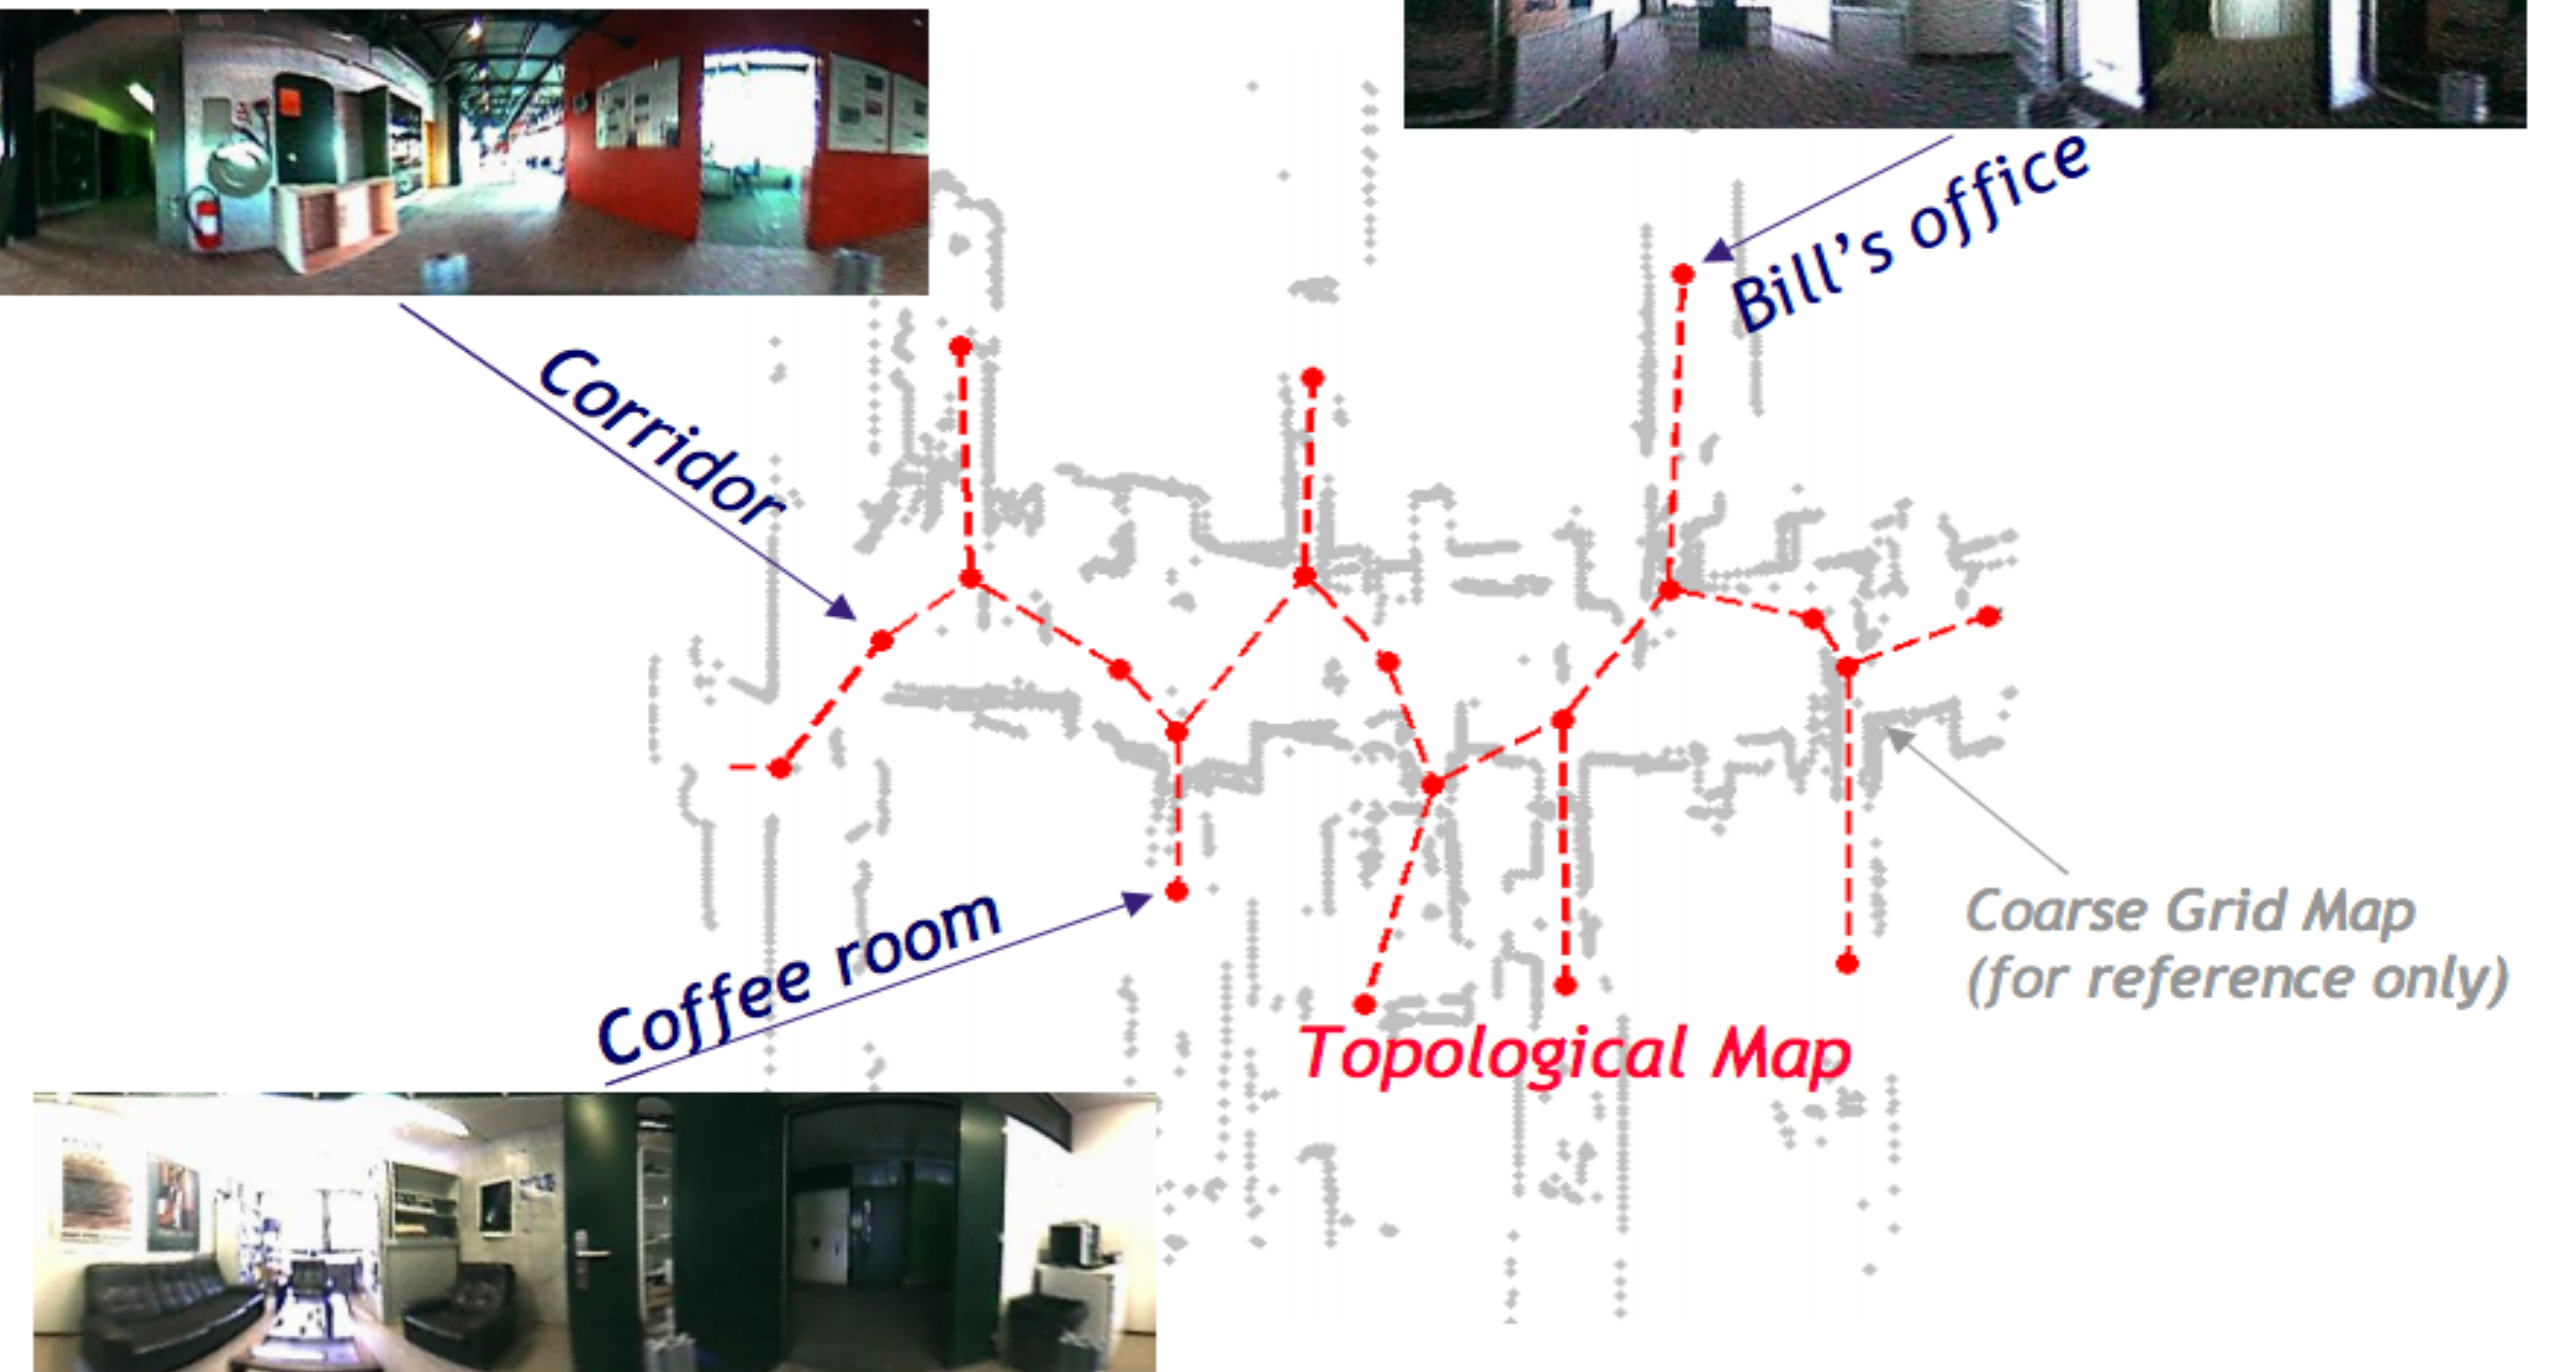 Bill's office
Corridor
Coffee room
Coarse Grid Map
(for reference only)
Topological Map